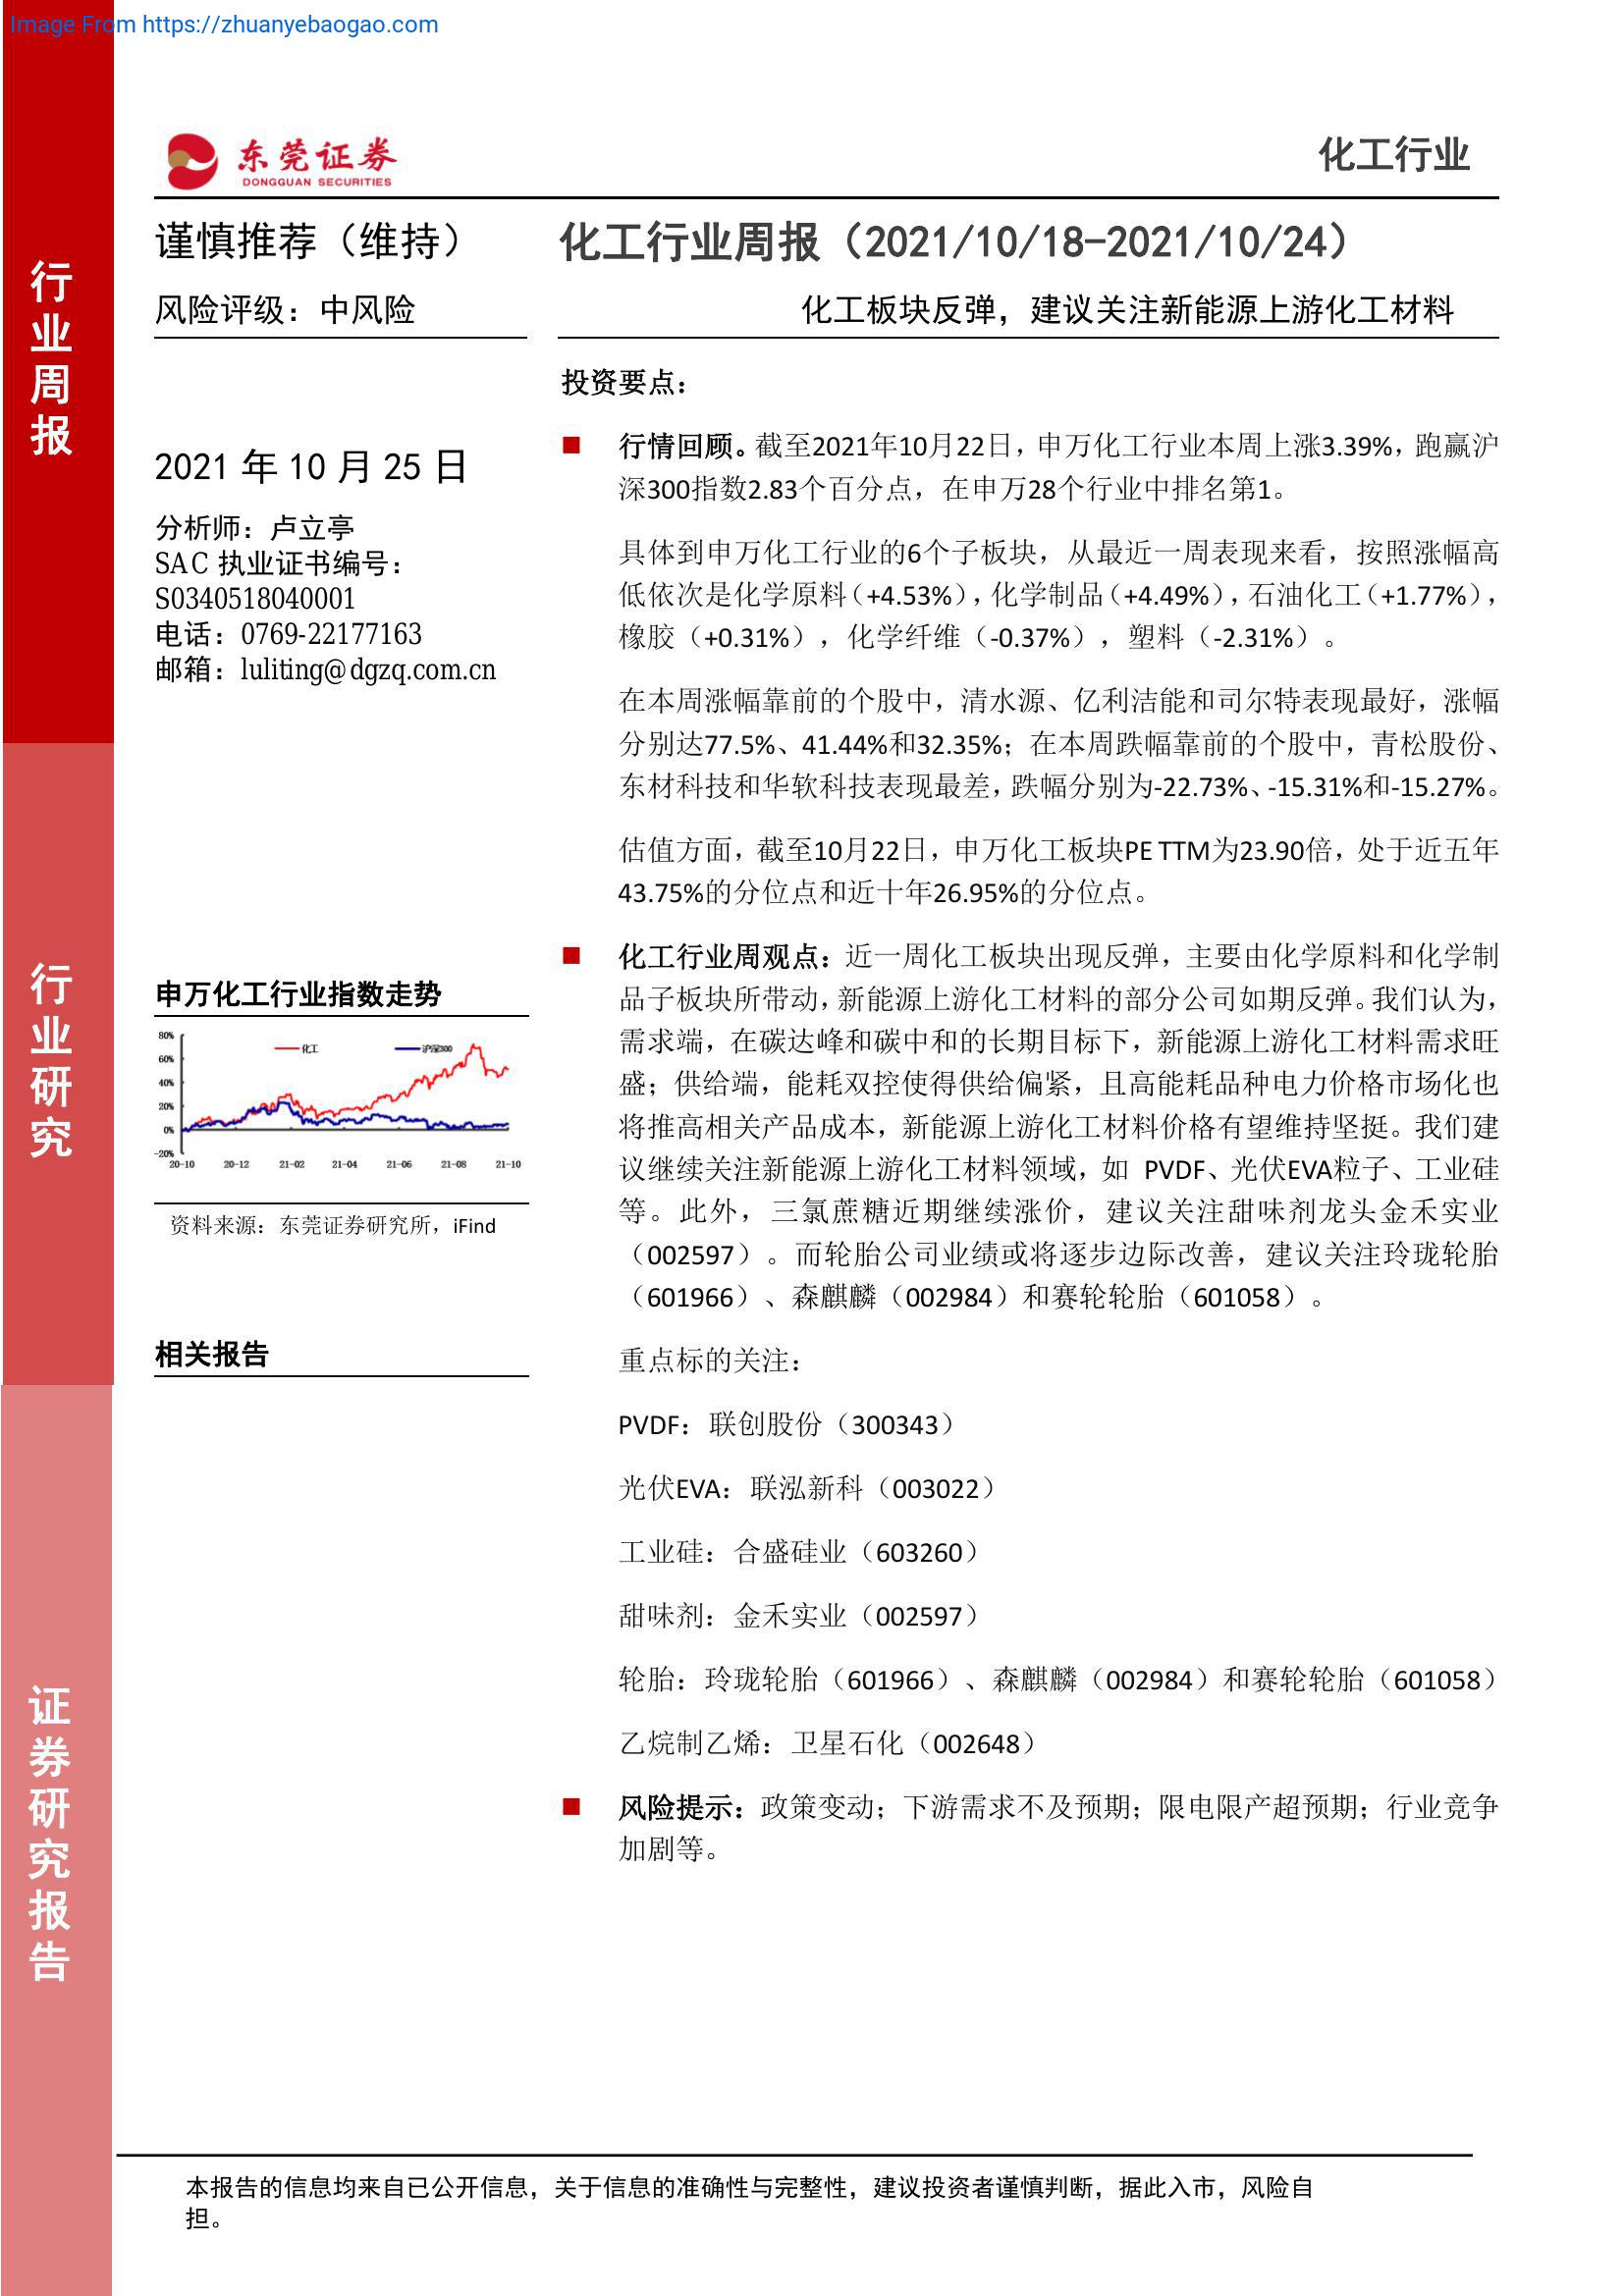 Image From https://zhuanyebaogao.com
东莞证券
DONGGUAN SECURITIES
化工行业
行业周报
行业研究
证券研究报告
谨慎推荐（维持）
风险评级：中风险
2021 年 10 月 25 日
分析师：卢立亭
SAC 执业证书编号：
S0340518040001
电话：0769-22177163
邮箱：luliting@dgzq.com.cn
申万化工行业指数走势
化工
沪深300
80%
60%
40%
20%
0%
-20%
20-10 20-12 21-02 21-04 21-06 21-08 21-10
资料来源：东莞证券研究所，iFind
相关报告
化工行业周报（2021/10/18-2021/10/24）
化工板块反弹，建议关注新能源上游化工材料
投资要点：
行情回顾。截至2021年10月22日，申万化工行业本周上涨3.39%，跑赢沪
深300指数2.83个百分点，在申万28个行业中排名第1。
具体到申万化工行业的6个子板块，从最近一周表现来看，按照涨幅高
低依次是化学原料（+4.53%），化学制品（+4.49%），石油化工（+1.77%），
橡胶（+0.31%），化学纤维（-0.37%），塑料（-2.31%）。
在本周涨幅靠前的个股中，清水源、亿利洁能和司尔特表现最好，涨幅
分别达77.5%、41.44%和32.35%；在本周跌幅靠前的个股中，青松股份、
东材科技和华软科技表现最差，跌幅分别为-22.73%、-15.31%和-15.27%。
估值方面，截至10月22日，申万化工板块PE TTM为23.90倍，处于近五年
43.75%的分位点和近十年26.95%的分位点。
化工行业周观点：近一周化工板块出现反弹，主要由化学原料和化学制
品子板块所带动，新能源上游化工材料的部分公司如期反弹。我们认为，
需求端，在碳达峰和碳中和的长期目标下，新能源上游化工材料需求旺
盛；供给端，能耗双控使得供给偏紧，且高能耗品种电力价格市场化也
将推高相关产品成本，新能源上游化工材料价格有望维持坚挺。我们建
议继续关注新能源上游化工材料领域，如 PVDF、光伏EVA粒子、工业硅
等。此外，三氯蔗糖近期继续涨价，建议关注甜味剂龙头金禾实业
（002597）。而轮胎公司业绩或将逐步边际改善，建议关注玲珑轮胎
（601966）、森麒麟（002984）和赛轮轮胎（601058）。
重点标的关注：
PVDF：联创股份（300343）
光伏EVA：联泓新科（003022）
工业硅：合盛硅业（603260）
甜味剂：金禾实业（002597）
轮胎：玲珑轮胎（601966）、森麒麟（002984）和赛轮轮胎（601058）
乙烷制乙烯：卫星石化（002648）
风险提示：政策变动；下游需求不及预期；限电限产超预期；行业竞争
加剧等。
本报告的信息均来自已公开信息，关于信息的准确性与完整性，建议投资者谨慎判断，据此入市，风险自
担。